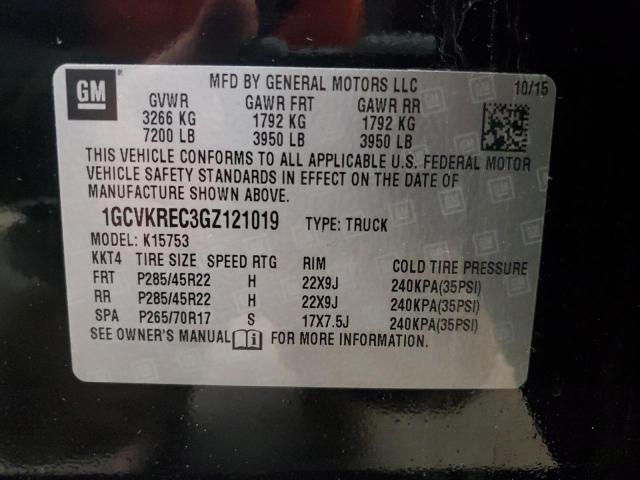 GM
MFD BY GENERAL MOTORS LLC 10/15
GVWR GAWR FRT GAWR RR
3266 KG 1792 KG 1792 KG
7200 LB 3950 LB 3950 LB
THIS VEHICLE CONFORMS TO ALL APPLICABLE U.S. FEDERAL MOTOR
VEHICLE SAFETY STANDARDS IN EFFECT ON THE DATE OF
MANUFACTURE SHOWN ABOVE.
1GCVKREC3GZ121019 TYPE: TRUCK
MODEL: K15753
KKT4 TIRE SIZE SPEED RTG RIM COLD TIRE PRESSURE
FRT P285/45R22 H 22X9J 240KPA(35PSI)
RR P285/45R22 H 22X9J 240KPA(35PSI)
SPA P265/70R17 S 17X7.5J 240KPA(35PSI)
SEE OWNER'S MANUAL FOR MORE INFORMATION.